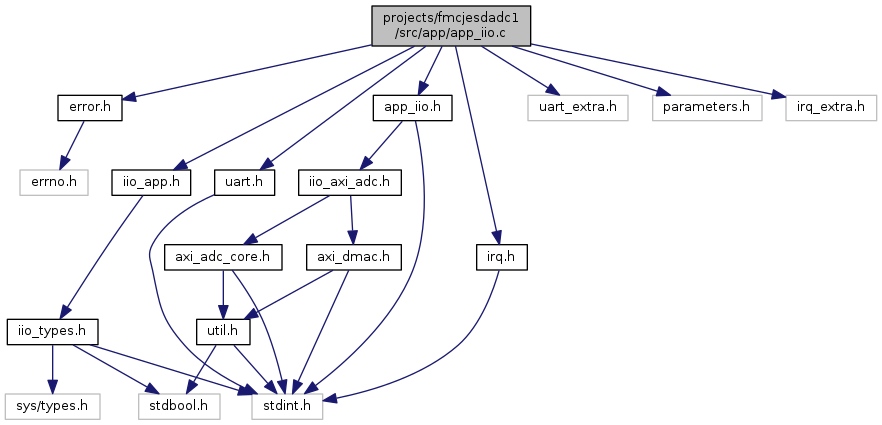 projects/fmcjesdadc1
/src/app/app_iio.c
error.h
app_iio.h
uart_extra.h
parameters.h
irq_extra.h
errno.h
iio_app.h
uart.h
iio_axi_adc.h
axi_adc_core.h
axi_dmac.h
irq.h
iio_types.h
util.h
sys/types.h
stdbool.h
stdint.h